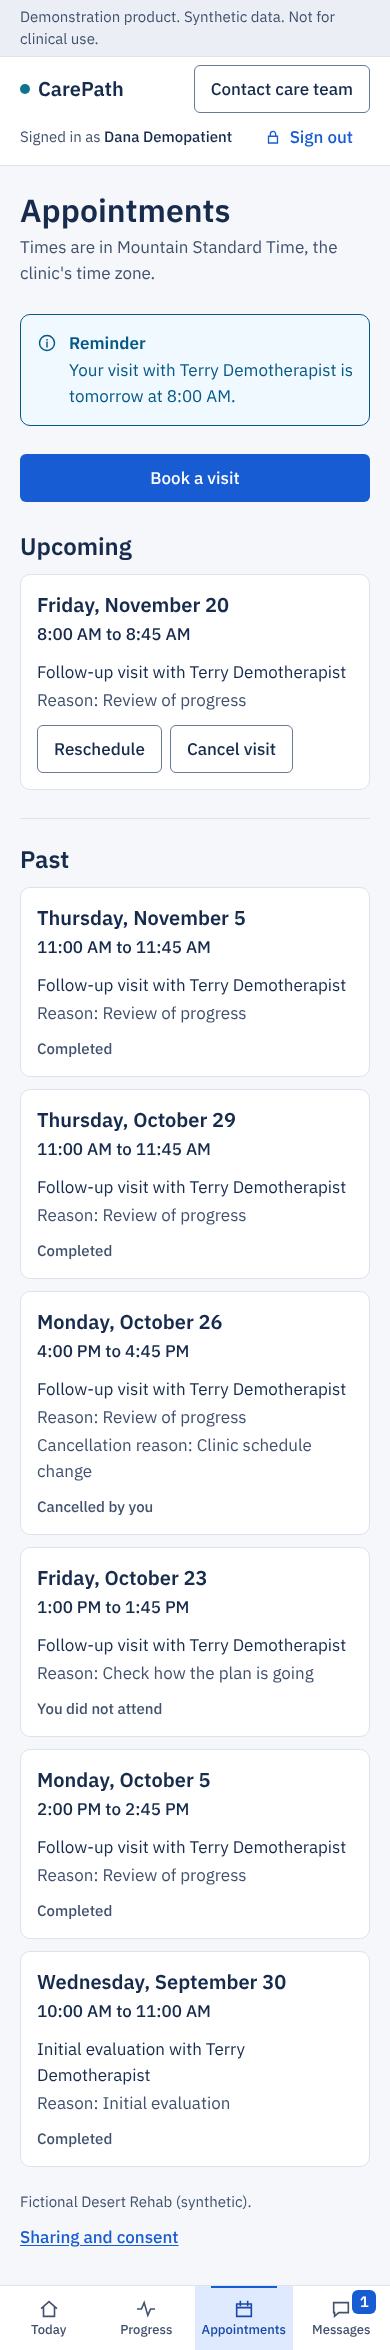 Demonstration product. Synthetic data. Not for
clinical use.
CarePath
Contact care team
Signed in as Dana Demopatient
Sign out
Appointments
Times are in Mountain Standard Time, the
clinic's time zone.
Reminder
Your visit with Terry Demotherapist is
tomorrow at 8:00 AM.
Book a visit
Upcoming
Friday, November 20
8:00 AM to 8:45 AM
Follow-up visit with Terry Demotherapist
Reason: Review of progress
Reschedule
Cancel visit
Past
Thursday, November 5
11:00 AM to 11:45 AM
Follow-up visit with Terry Demotherapist
Reason: Review of progress
Completed
Thursday, October 29
11:00 AM to 11:45 AM
Follow-up visit with Terry Demotherapist
Reason: Review of progress
Completed
Monday, October 26
4:00 PM to 4:45 PM
Follow-up visit with Terry Demotherapist
Reason: Review of progress
Cancellation reason: Clinic schedule
change
Cancelled by you
Friday, October 23
1:00 PM to 1:45 PM
Follow-up visit with Terry Demotherapist
Reason: Check how the plan is going
You did not attend
Monday, October 5
2:00 PM to 2:45 PM
Follow-up visit with Terry Demotherapist
Reason: Review of progress
Completed
Wednesday, September 30
10:00 AM to 11:00 AM
Initial evaluation with Terry
Demotherapist
Reason: Initial evaluation
Completed
Fictional Desert Rehab (synthetic).
Sharing and consent
1
Today
Progress
Appointments
Messages